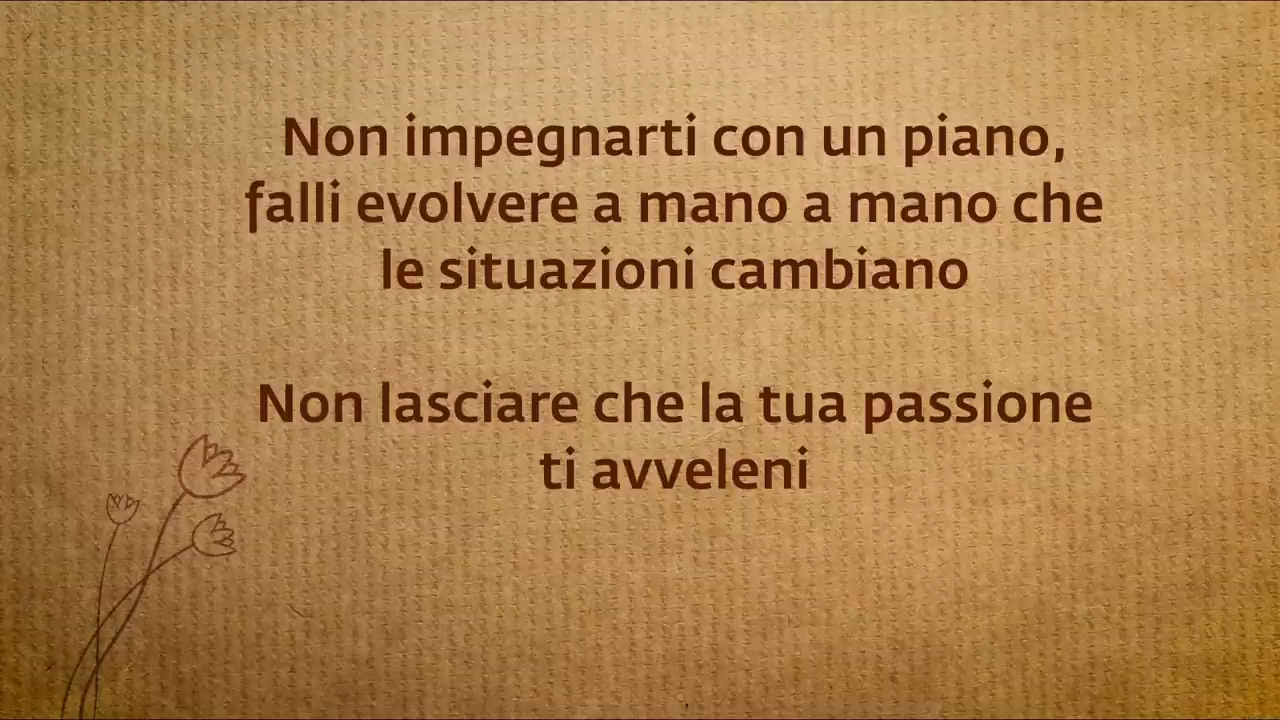 Non impegnarti con un piano,
falli evolvere a mano a mano che
le situazioni cambiano
Non lasciare che la tua passione
ti avveleni